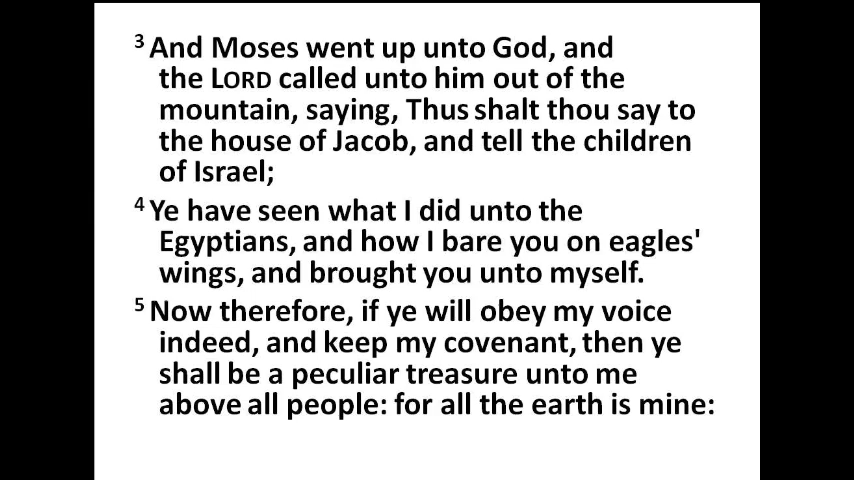 3 And Moses went up unto God, and
the LORD called unto him out of the
mountain, saying, Thus shalt thou say to
the house of Jacob, and tell the children
of Israel;
4 Ye have seen what I did unto the
Egyptians, and how I bare you on eagles'
wings, and brought you unto myself.
5 Now therefore, if ye will obey my voice
indeed, and keep my covenant, then ye
shall be a peculiar treasure unto me
above all people: for all the earth is mine: